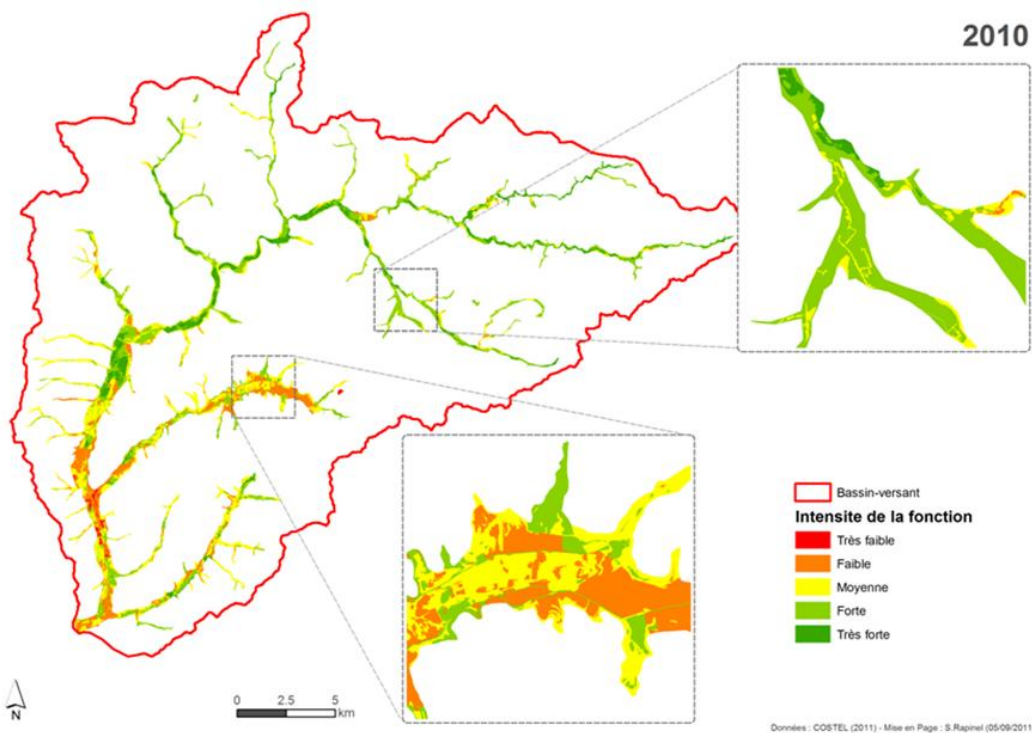 2010
Bassin-versant
Intensite de la fonction
Très faible
Faible
Moyenne
Forte
Très forte
0 2.5 5
km
N
Données : COSTEL (2011) - Mise en Page : S.Rapinel (05/09/2011